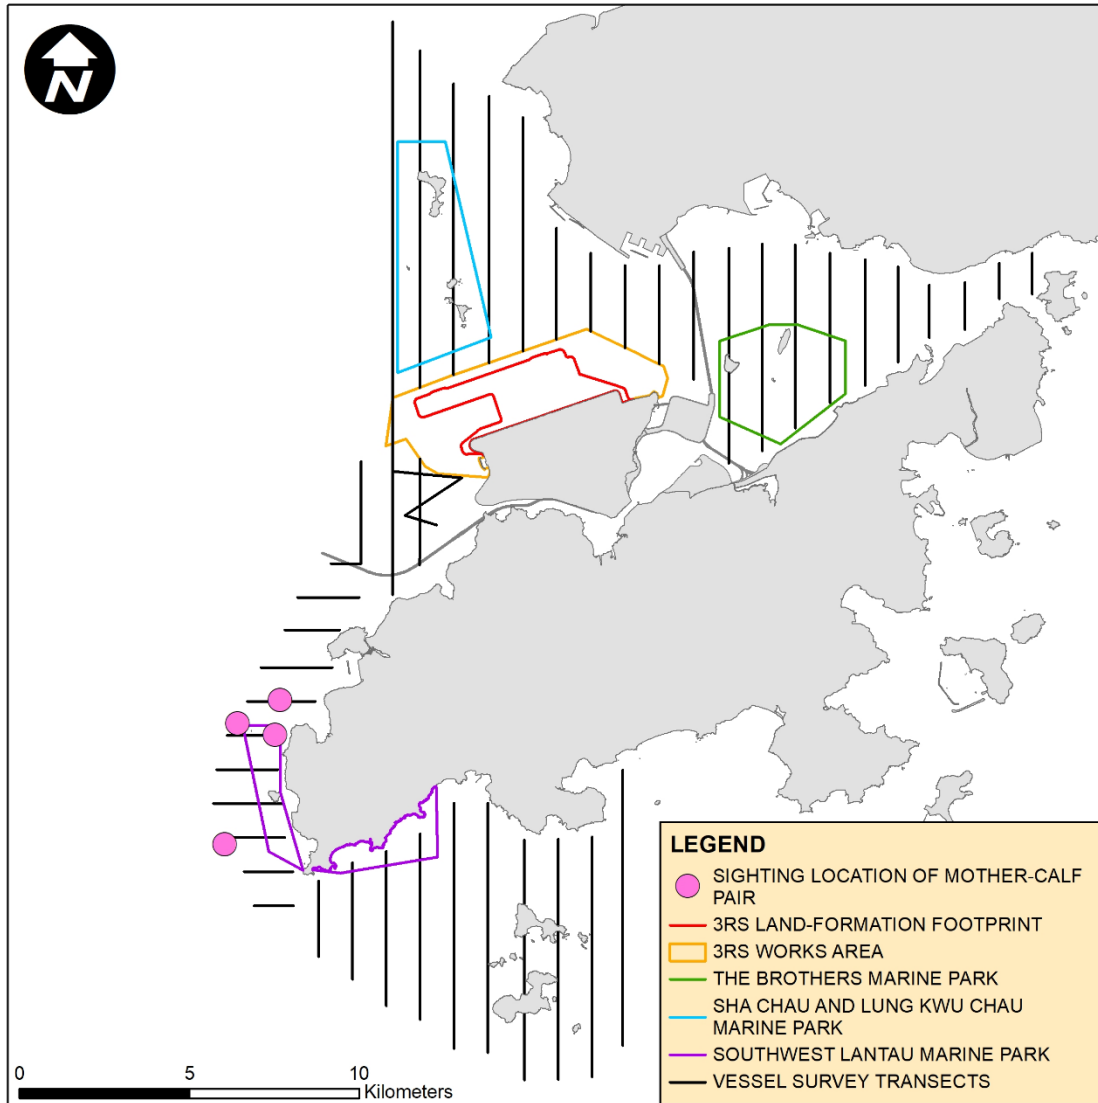 N
LEGEND
SIGHTING LOCATION OF MOTHER-CALF
PAIR
3RS LAND-FORMATION FOOTPRINT
3RS WORKS AREA
THE BROTHERS MARINE PARK
SHA CHAU AND LUNG KWU CHAU
MARINE PARK
SOUTHWEST LANTAU MARINE PARK
VESSEL SURVEY TRANSECTS
0 5 10
Kilometers